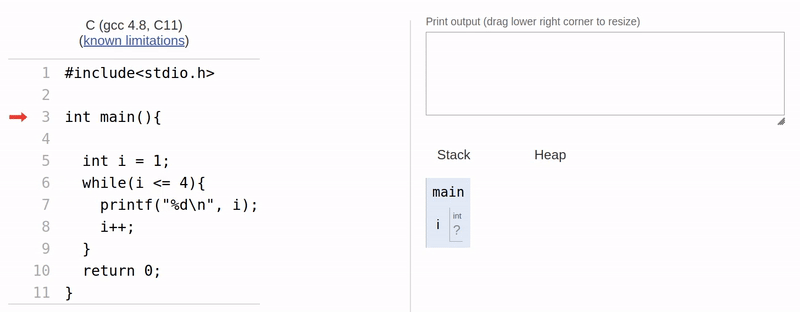 C (gcc 4.8, C11)
(known limitations)
1 #include<stdio.h>
2
3 int main(){
4
5 int i = 1;
6 while(i <= 4){
7 printf("%d\n", i);
8 i++;
9 }
10 return 0;
11 }
Print output (drag lower right corner to resize)
Stack Heap
main
int
i ?